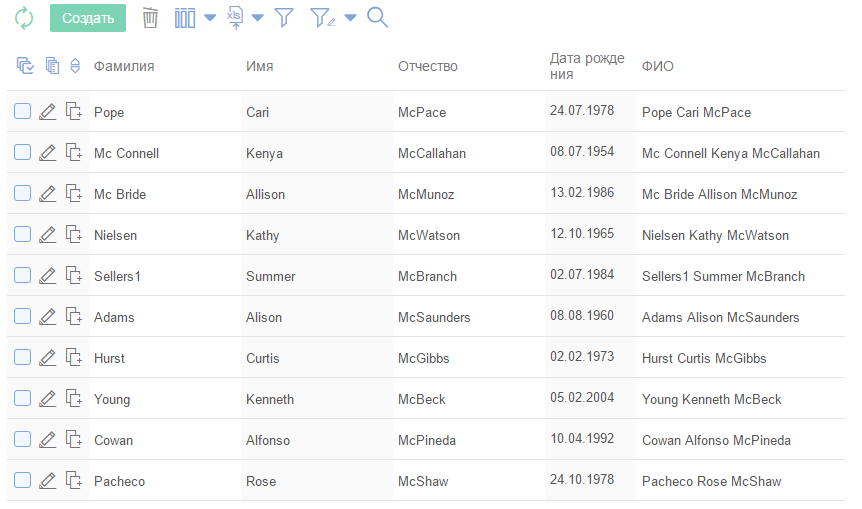 Создать xls
Фамилия Имя Отчество Дата рожде ФИО
ния
Pope Cari McPace 24.07.1978 Pope Cari McPace
Mc Connell Kenya McCallahan 08.07.1954 Mc Connell Kenya McCallahan
Mc Bride Allison McMunoz 13.02.1986 Mc Bride Allison McMunoz
Nielsen Kathy McWatson 12.10.1965 Nielsen Kathy McWatson
Sellers1 Summer McBranch 02.07.1984 Sellers1 Summer McBranch
Adams Alison McSaunders 08.08.1960 Adams Alison McSaunders
Hurst Curtis McGibbs 02.02.1973 Hurst Curtis McGibbs
Young Kenneth McBeck 05.02.2004 Young Kenneth McBeck
Cowan Alfonso McPineda 10.04.1992 Cowan Alfonso McPineda
Pacheco Rose McShaw 24.10.1978 Pacheco Rose McShaw